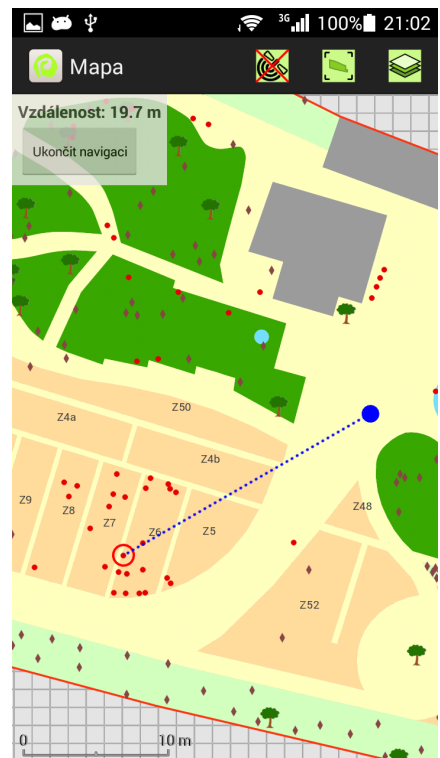 3G 100% 21:02
Mapa
Vzdálenost: 19.7 m
Ukončit navigaci
Z50
Z4a
Z4b
Z9
Z8
Z7
Z6
Z5
Z48
Z52
0 10 m